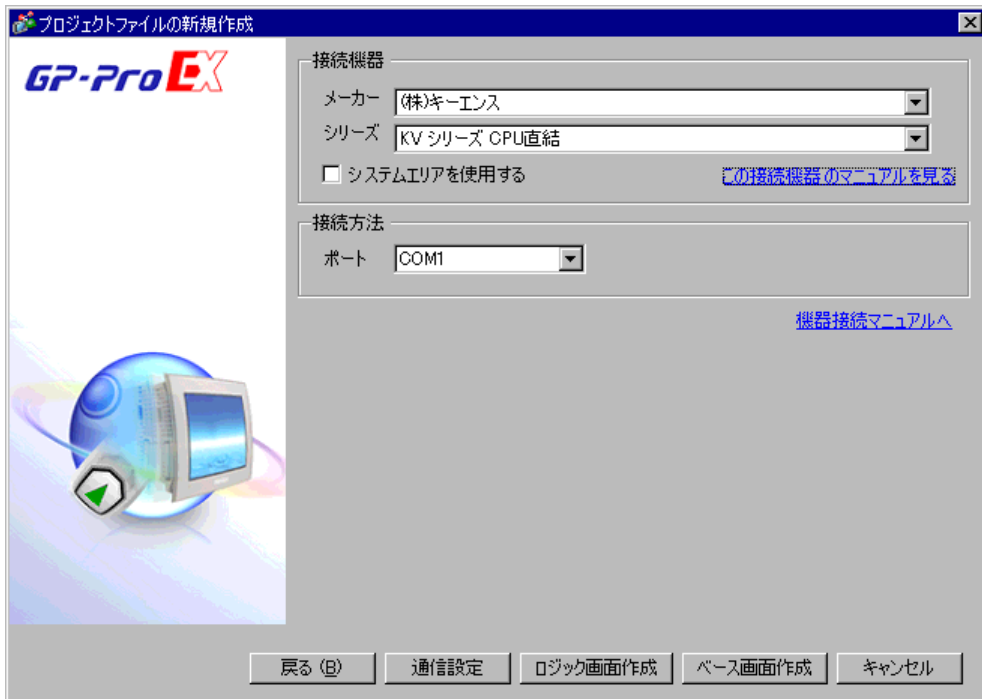 プロジェクトファイルの新規作成
GP-Pro EX
接続機器
メーカー (株)キーエンス
シリーズ KV シリーズ CPU直結
システムエリアを使用する この接続機器のマニュアルを見る
接続方法
ポート COM1
機器接続マニュアルへ
戻る (B) 通信設定 ロジック画面作成 ベース画面作成 キャンセル